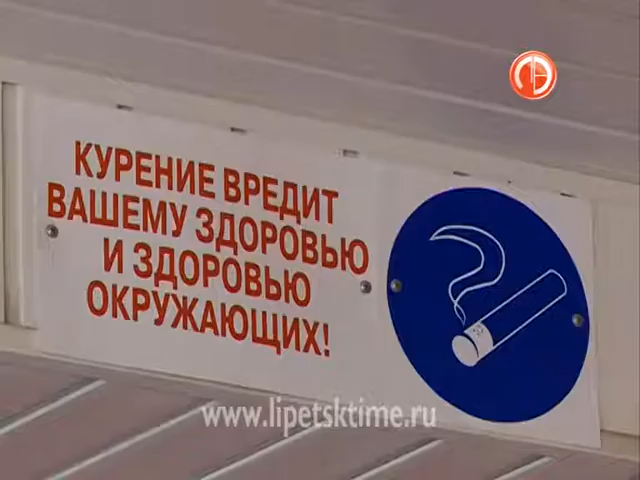 КУРЕНИЕ ВРЕДИТ
ВАШЕМУ ЗДОРОВЬЮ
И ЗДОРОВЬЮ
ОКРУЖАЮЩИХ!
www.lipetsktime.ru